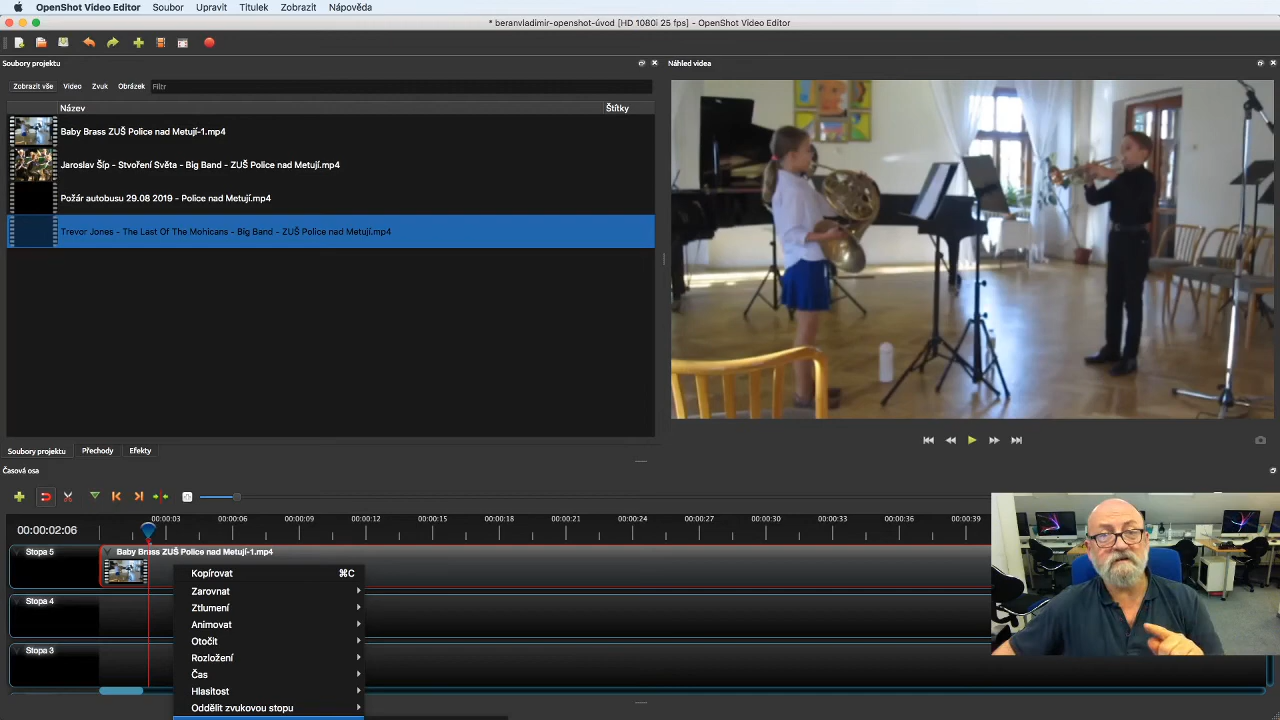 OpenShot Video Editor Soubor Upravit Titulek Zobrazit Nápověda
* beranvladimir-openshot-úvod [HD 1080i 25 fps] - OpenShot Video Editor
Soubory projektu
Náhled videa
Zobrazit vše Video Zvuk Obrázek Filtr
Název Štítky
Baby Brass ZUŠ Police nad Metují-1.mp4
Jaroslav Šíp - Stvoření Světa - Big Band - ZUŠ Police nad Metují.mp4
Požár autobusu 29.08 2019 - Police nad Metují.mp4
Trevor Jones - The Last Of The Mohicans - Big Band - ZUŠ Police nad Metují.mp4
Soubory projektu Přechody Efekty
Časová osa
00:00:02:06
00:00:03 00:00:06 00:00:09 00:00:12 00:00:15 00:00:18 00:00:21 00:00:24 00:00:27 00:00:30 00:00:33 00:00:36 00:00:39
Stopa 5
Baby Brass ZUŠ Police nad Metují-1.mp4
Kopírovat ⌘C
Zarovnat
Ztlumení
Stopa 4
Animovat
Otočit
Stopa 3
Rozložení
Čas
Hlasitost
Oddělit zvukovou stopu